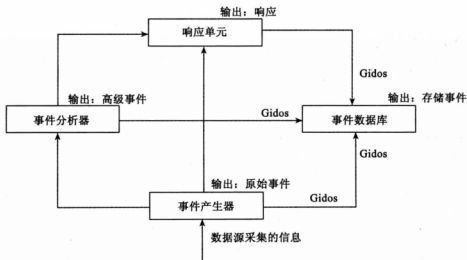 输出：响应
响应单元
Gidos
输出：高级事件
输出：存储事件
事件分析器
Gidos
事件数据库
Gidos
输出：原始事件
事件产生器
Gidos
数据源采集的信息